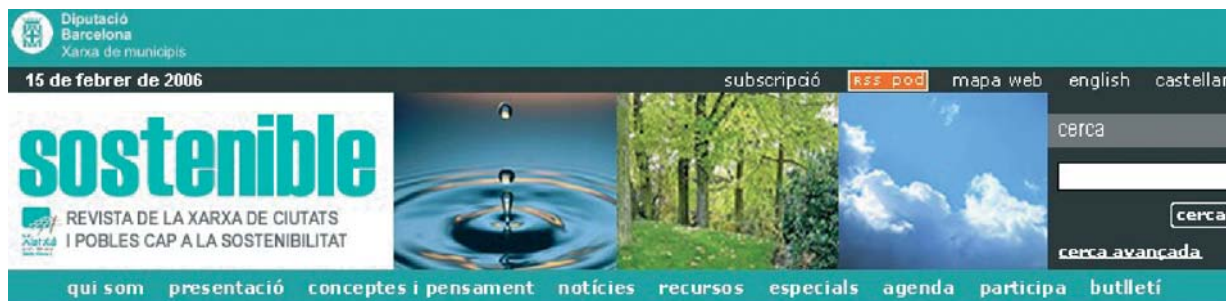 Diputació
Barcelona
Xarxa de municipis
15 de febrer de 2006
subscripció RSS pod mapa web english castellan
sostenible
REVISTA DE LA XARXA DE CIUTATS
I POBLES CAP A LA SOSTENIBILITAT
cerca
cerca
cerca avançada
qui som presentació conceptes i pensament notícies recursos especials agenda participa butlletí